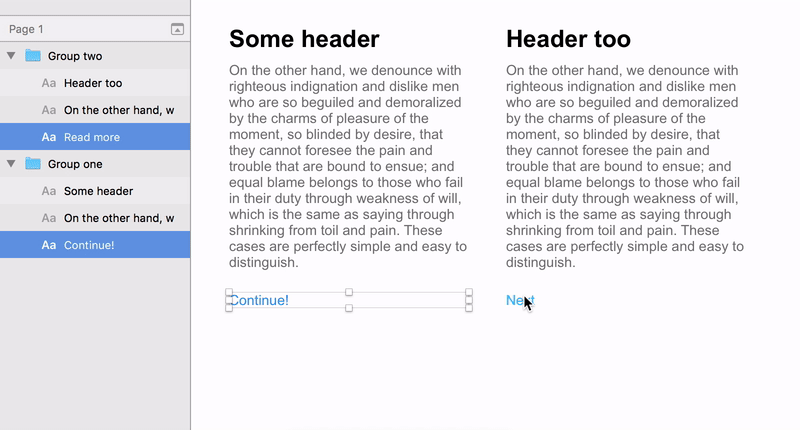 Page 1
Group two
Aa Header too
Aa On the other hand, w
Aa Read more
Group one
Aa Some header
Aa On the other hand, w
Aa Continue!
Some header
On the other hand, we denounce with
righteous indignation and dislike men
who are so beguiled and demoralized
by the charms of pleasure of the
moment, so blinded by desire, that
they cannot foresee the pain and
trouble that are bound to ensue; and
equal blame belongs to those who fail
in their duty through weakness of will,
which is the same as saying through
shrinking from toil and pain. These
cases are perfectly simple and easy to
distinguish.
Continue!
Header too
On the other hand, we denounce with
righteous indignation and dislike men
who are so beguiled and demoralized
by the charms of pleasure of the
moment, so blinded by desire, that
they cannot foresee the pain and
trouble that are bound to ensue; and
equal blame belongs to those who fail
in their duty through weakness of will,
which is the same as saying through
shrinking from toil and pain. These
cases are perfectly simple and easy to
distinguish.
Next